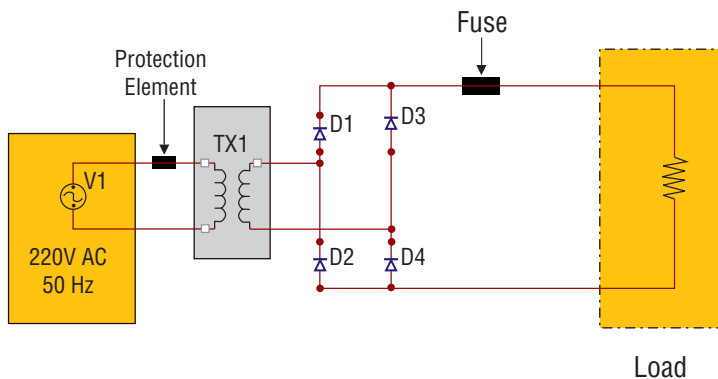 Fuse
Protection
Element
D1
D3
TX1
V1
220V AC
50 Hz
D2
D4
Load